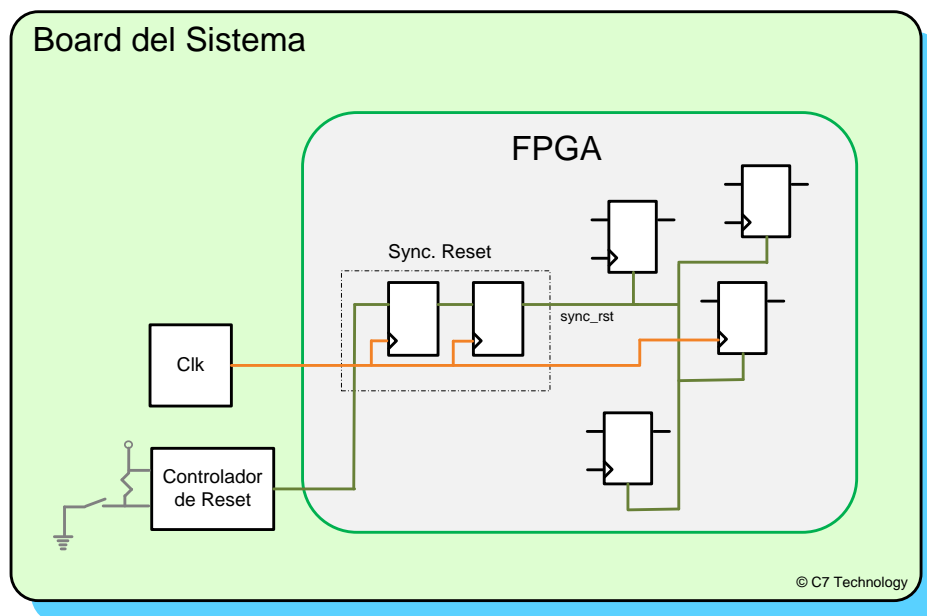 Board del Sistema
FPGA
Sync. Reset
sync_rst
Clk
Controlador
de Reset
© C7 Technology